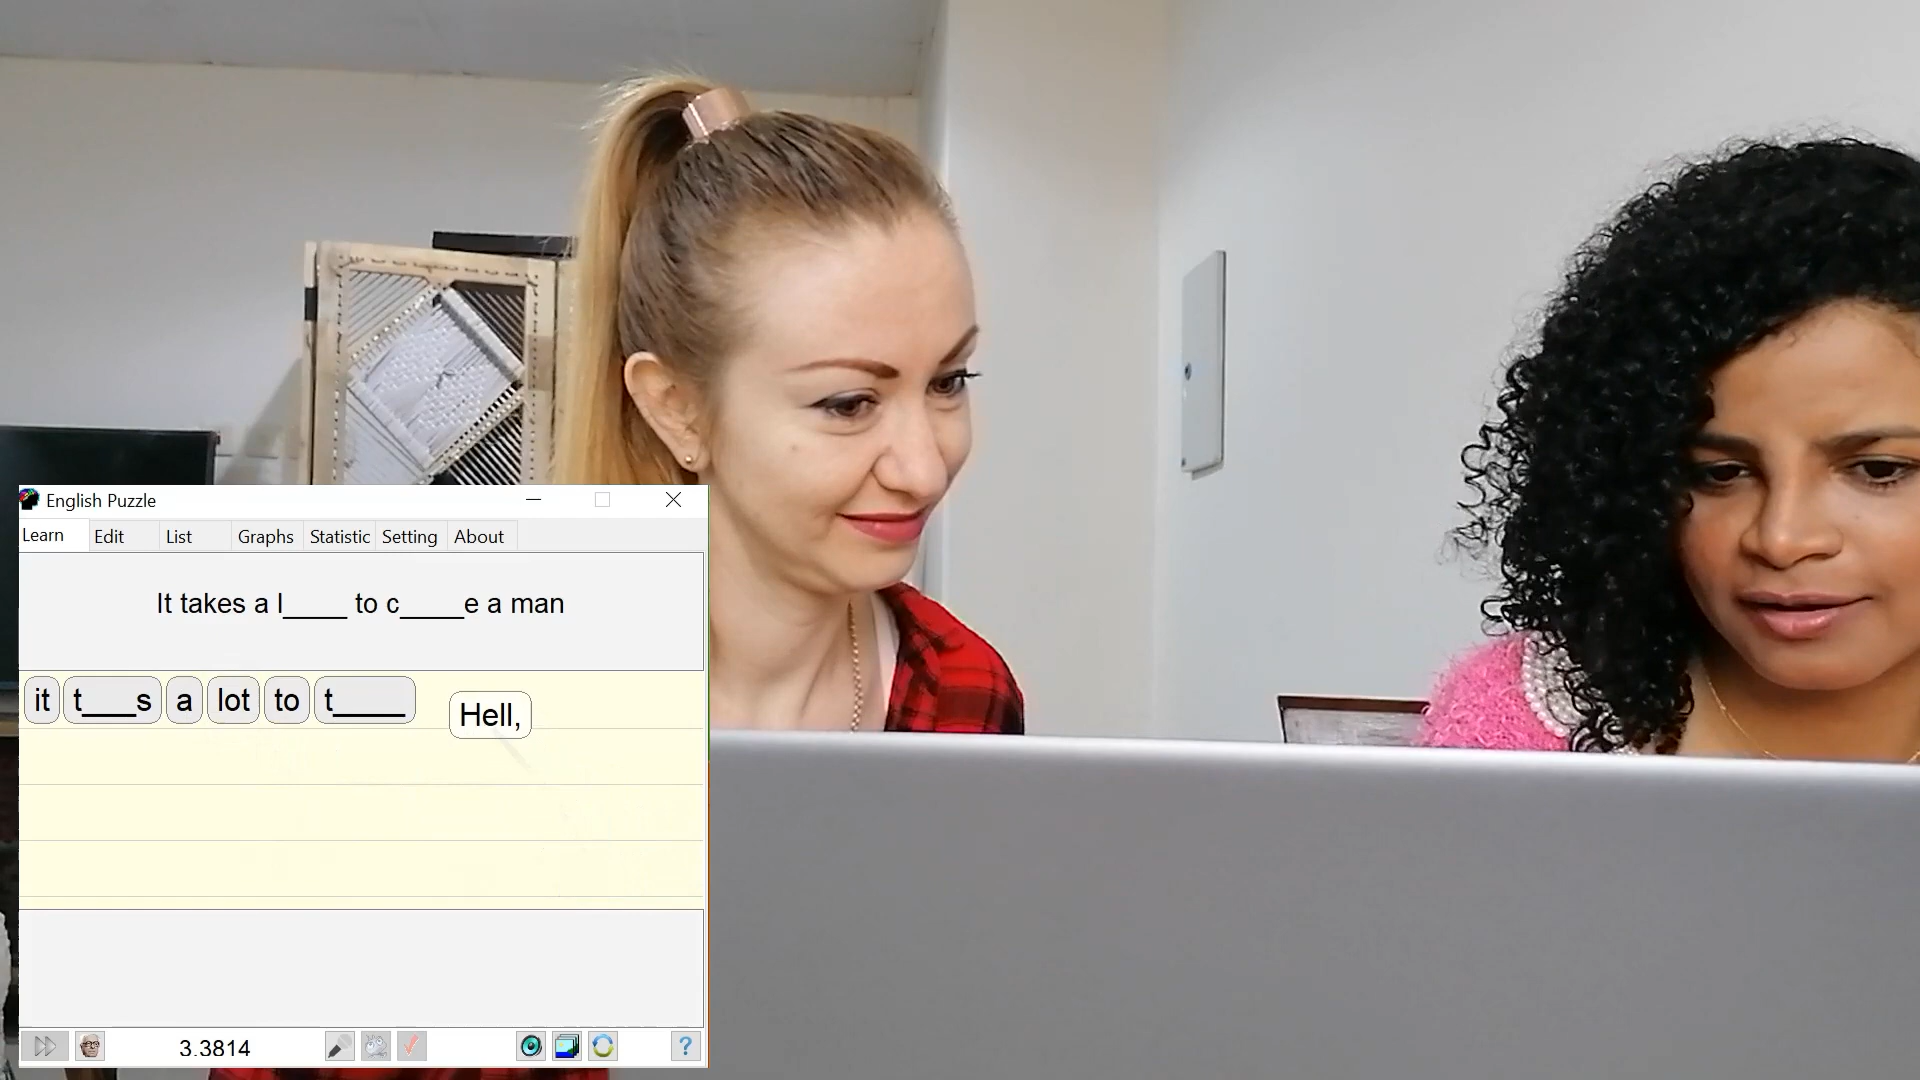 English Puzzle
Learn Edit List Graphs Statistic Setting About
It takes a l____ to c____e a man
it t___s a lot to t____ Hell,
3.3814
?